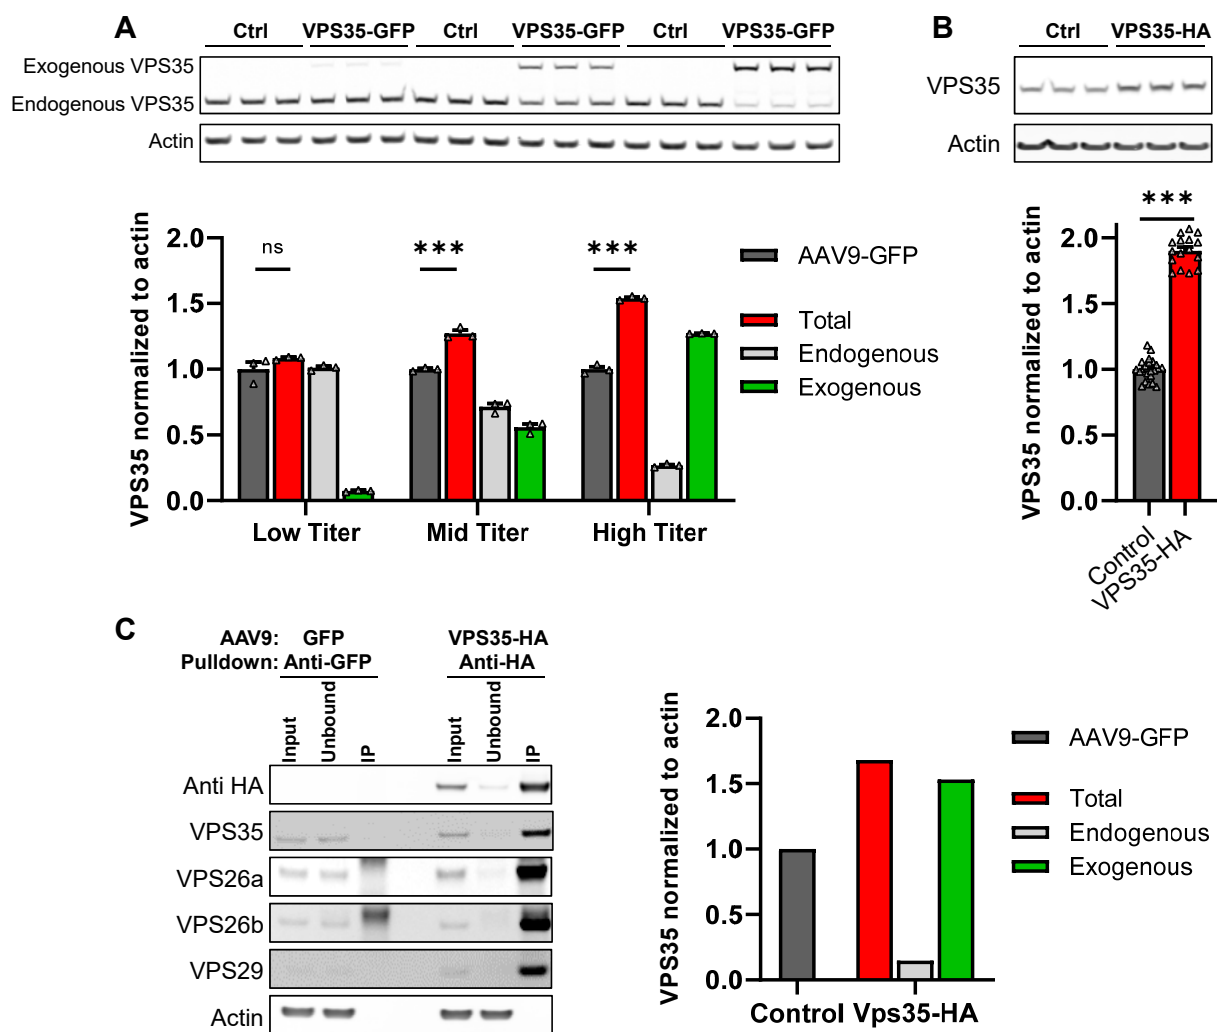 A
Ctrl VPS35-GFP Ctrl VPS35-GFP Ctrl VPS35-GFP
Exogenous VPS35
Endogenous VPS35
Actin
VPS35 normalized to actin
2.0
1.5
1.0
0.5
0.0
ns
***
***
Low Titer Mid Titer High Titer
AAV9-GFP
Total
Endogenous
Exogenous
B
Ctrl VPS35-HA
VPS35
Actin
VPS35 normalized to actin
2.0
1.5
1.0
0.5
0.0
***
Control
VPS35-HA
C
AAV9: GFP VPS35-HA
Pulldown: Anti-GFP Anti-HA
Input Unbound IP Input Unbound IP
Anti HA
VPS35
VPS26a
VPS26b
VPS29
Actin
VPS35 normalized to actin
2.0
1.5
1.0
0.5
0.0
Control Vps35-HA
AAV9-GFP
Total
Endogenous
Exogenous